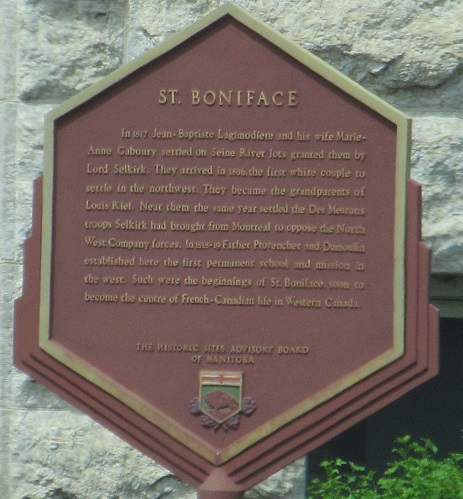 ST. BONIFACE
In 1817 Jean-Baptiste Lagimodiere and his wife Marie-
Anne Gaboury settled on Seine River lots granted them by
Lord Selkirk. They arrived in 1806, the first white couple to
settle in the northwest. They became the grandparents of
Louis Riel. Near them the same year settled the Des Meurons
troops Selkirk had brought from Montreal to oppose the North
West Company forces. In 1818-19 Father Provencher and Dumoulin
established here the first permanent school and mission in
the west. Such were the beginnings of St. Boniface, soon to
become the centre of French-Canadian life in Western Canada.
THE HISTORIC SITES ADVISORY BOARD
OF MANITOBA